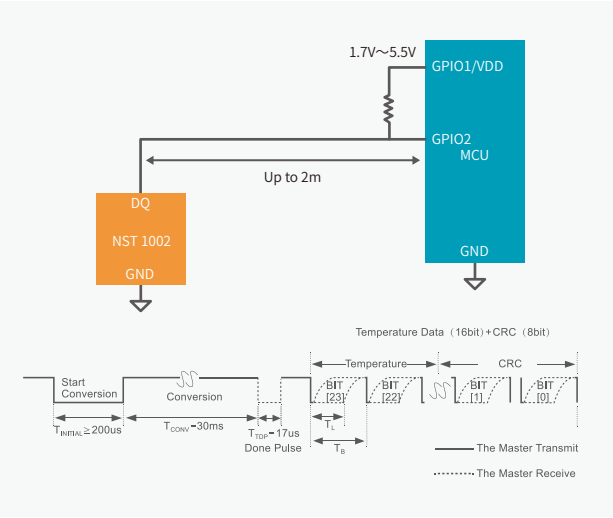 1.7V～5.5V
GPIO1/VDD
GPIO2
MCU
Up to 2m
DQ
NST 1002
GND
GND
Temperature Data（16bit)+CRC（8bit）
Temperature
CRC
Start
Conversion
Conversion
BIT
[23]
BIT
[22]
BIT
[1]
BIT
[0]
TINITIAL≥200us
TCONV-30ms
TTDP-17us
Done Pulse
TL
TB
The Master Transmit
The Master Receive